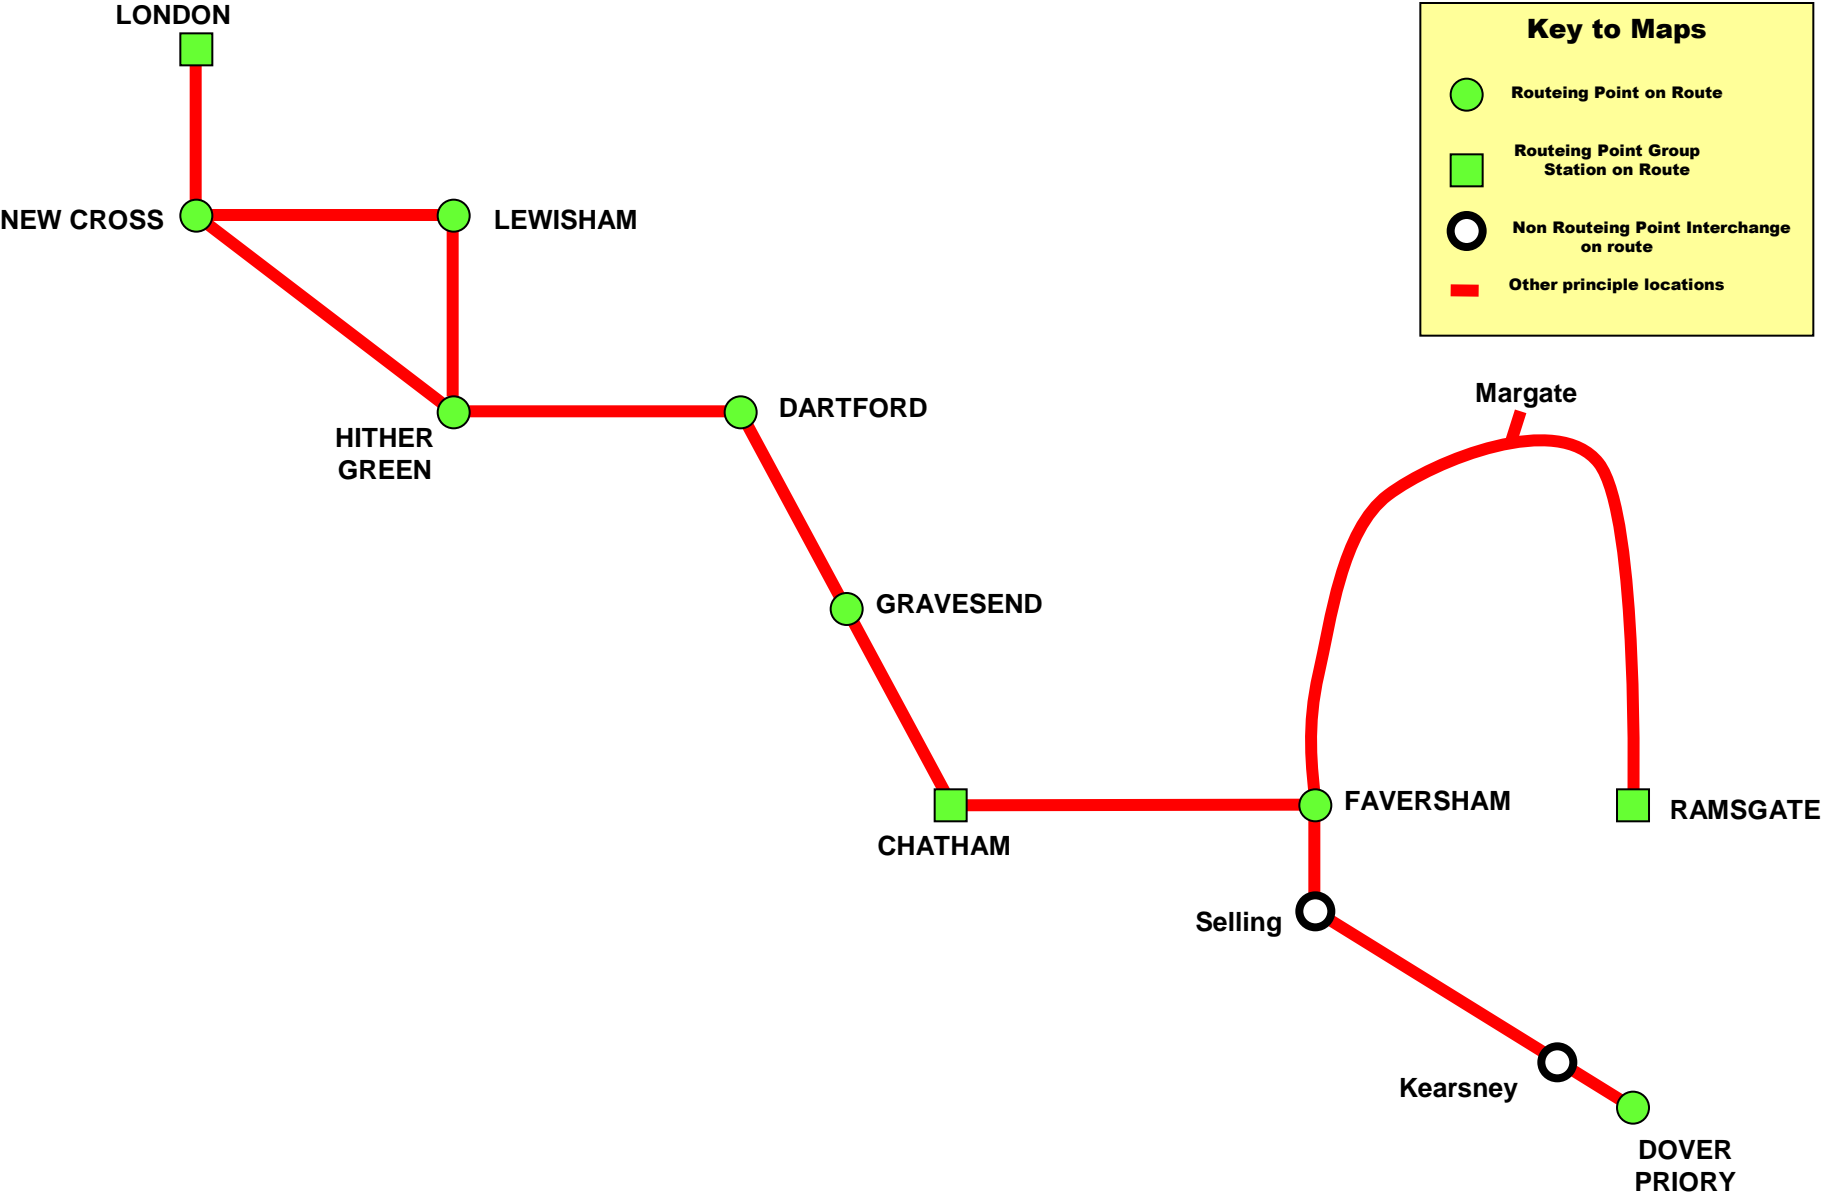 LONDON
Key to Maps
Routeing Point on Route
Routeing Point Group
Station on Route
Non Routeing Point Interchange
on route
Other principle locations
NEW CROSS
LEWISHAM
HITHER
GREEN
DARTFORD
Margate
GRAVESEND
CHATHAM
FAVERSHAM
RAMSGATE
Selling
Kearsney
DOVER
PRIORY